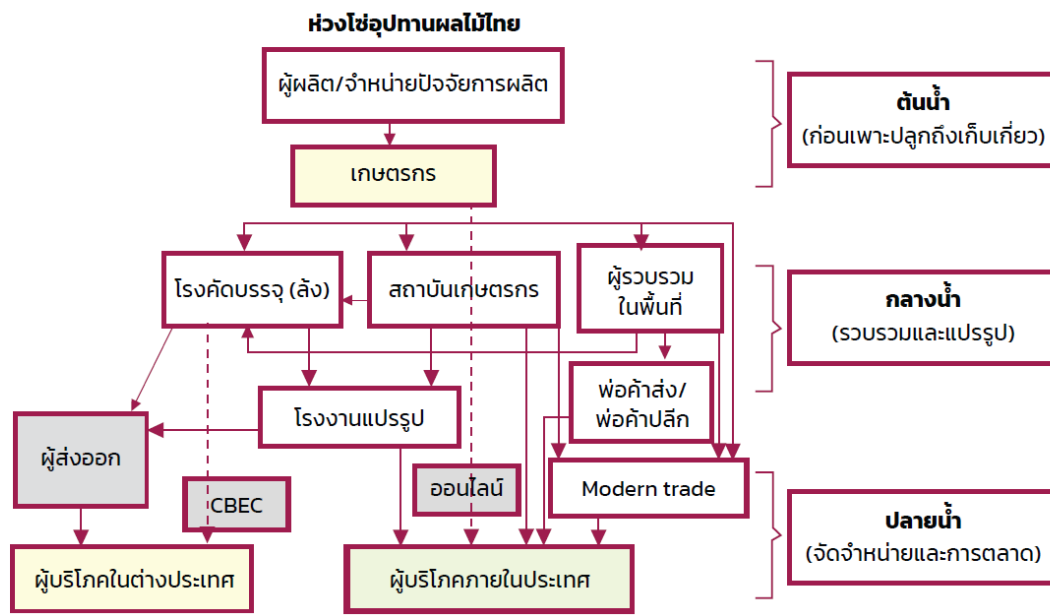 ห่วงโซ่อุปทานผลไม้ไทย
ผู้ผลิต/จำหน่ายปัจจัยการผลิต
ต้นน้ำ
(ก่อนเพาะปลูกถึงเก็บเกี่ยว)
เกษตรกร
โรงคัดบรรจุ (ล้ง)
สถาบันเกษตรกร
ผู้รวบรวม
ในพื้นที่
กลางน้ำ
(รวบรวมและแปรรูป)
โรงงานแปรรูป
พ่อค้าส่ง/
พ่อค้าปลีก
ผู้ส่งออก
CBEC
ออนไลน์
Modern trade
ปลายน้ำ
(จัดจำหน่ายและการตลาด)
ผู้บริโภคในต่างประเทศ
ผู้บริโภคภายในประเทศ